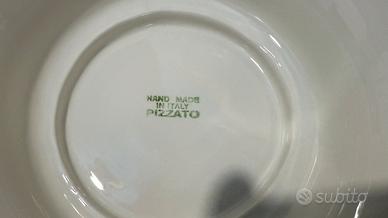 HAND MADE
IN ITALY
PIZZATO
subito